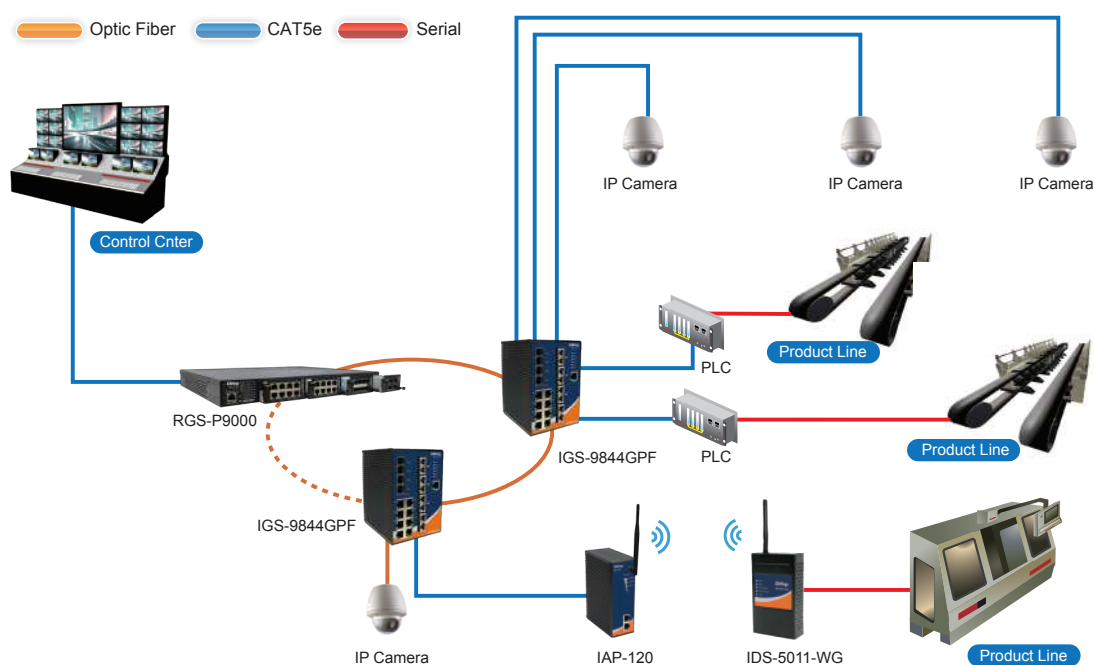 Optic Fiber
CAT5e
Serial
IP Camera
IP Camera
IP Camera
Control Cnter
PLC
Product Line
RGS-P9000
IGS-9844GPF
PLC
Product Line
IGS-9844GPF
IP Camera
IAP-120
IDS-5011-WG
Product Line